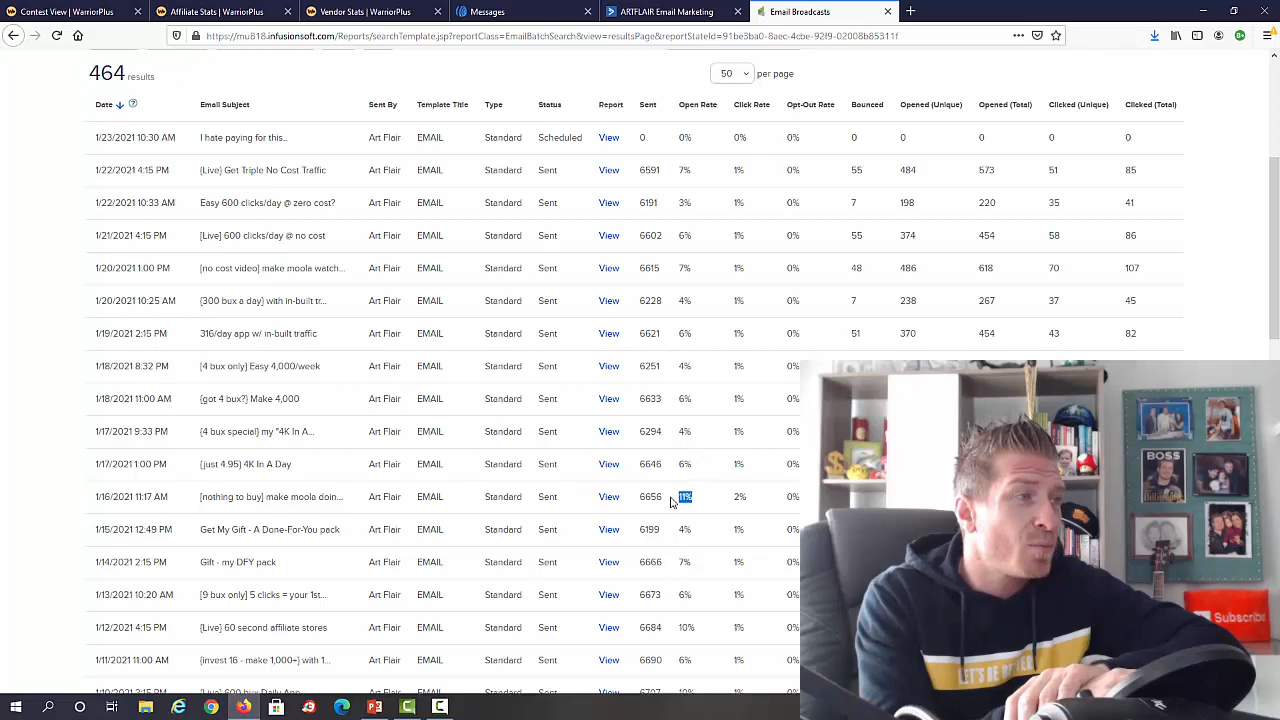 Contest View | WarriorPlus
Affiliate Stats | WarriorPlus
Vendor Stats | WarriorPlus
Messages
ARTFLAIR Email Marketing
Email Broadcasts
https://mu818.infusionsoft.com/Reports/searchTemplate.jsp?reportClass=EmailBatchSearch&view=resultsPage&reportStateId=91be3ba0-8aec-4cbe-92f9-02008b85311f
464 results
50 per page
Date Email Subject Sent By Template Title Type Status Report Sent Open Rate Click Rate Opt-Out Rate Bounced Opened (Unique) Opened (Total) Clicked (Unique) Clicked (Total)
1/23/2021 10:30 AM I hate paying for this.. Art Flair EMAIL Standard Scheduled View 0 0% 0% 0% 0 0 0 0 0
1/22/2021 4:15 PM [Live] Get Triple No Cost Traffic Art Flair EMAIL Standard Sent View 6591 7% 1% 0% 55 484 573 51 85
1/22/2021 10:33 AM Easy 600 clicks/day @ zero cost? Art Flair EMAIL Standard Sent View 6191 3% 1% 0% 7 198 220 35 41
1/21/2021 4:15 PM [Live] 600 clicks/day @ no cost Art Flair EMAIL Standard Sent View 6602 6% 1% 0% 55 374 454 58 86
1/20/2021 1:00 PM [no cost video] make moola watch... Art Flair EMAIL Standard Sent View 6615 7% 1% 0% 48 486 618 70 107
1/20/2021 10:25 AM [300 bux a day] with in-built tr... Art Flair EMAIL Standard Sent View 6228 4% 1% 0% 7 238 267 37 45
1/19/2021 2:15 PM 316/day app w/ in-built traffic Art Flair EMAIL Standard Sent View 6621 6% 1% 0% 51 370 454 43 82
1/18/2021 8:32 PM [4 bux only] Easy 4,000/week Art Flair EMAIL Standard Sent View 6251 4% 1% 0%
1/18/2021 11:00 AM {got 4 bux?} Make 4,000 Art Flair EMAIL Standard Sent View 6633 6% 1% 0%
1/17/2021 9:33 PM {4 bux special} my "4K In A... Art Flair EMAIL Standard Sent View 6294 4% 1% 0%
1/17/2021 1:00 PM {just 4.95} 4K In A Day Art Flair EMAIL Standard Sent View 6646 6% 1% 0%
1/16/2021 11:17 AM [nothing to buy] make moola doin... Art Flair EMAIL Standard Sent View 6656 11% 2% 0%
1/15/2021 12:49 PM Get My Gift - A Done-For-You pack Art Flair EMAIL Standard Sent View 6199 4% 1% 0%
1/14/2021 2:15 PM Gift - my DFY pack Art Flair EMAIL Standard Sent View 6666 7% 1% 0%
1/13/2021 10:20 AM [9 bux only] 5 clicks = your 1st... Art Flair EMAIL Standard Sent View 6673 6% 1% 0%
1/12/2021 4:15 PM [Live] 60 second affiliate stores Art Flair EMAIL Standard Sent View 6684 10% 1% 0%
1/11/2021 11:00 AM {invest 16 - make 1,000+} with 1... Art Flair EMAIL Standard Sent View 6690 6% 1% 0%
BOSS
LET'S BE BETTER
Subscribe